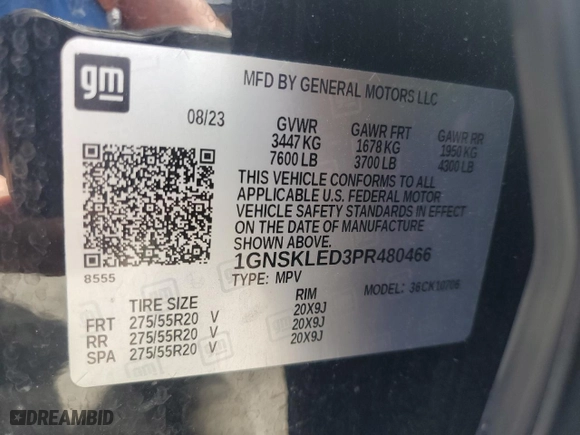 gm
MFD BY GENERAL MOTORS LLC
08/23
GVWR GAWR FRT GAWR RR
3447 KG 1678 KG 1950 KG
7600 LB 3700 LB 4300 LB
THIS VEHICLE CONFORMS TO ALL
APPLICABLE U.S. FEDERAL MOTOR
VEHICLE SAFETY STANDARDS IN EFFECT
ON THE DATE OF MANUFACTURE
SHOWN ABOVE.
1GNSKLED3PR480466
8555
TYPE: MPV
MODEL: CK10706
TIRE SIZE RIM
FRT 275/55R20 V 20X9J
RR 275/55R20 V 20X9J
SPA 275/55R20 V 20X9J
© DREAMBID